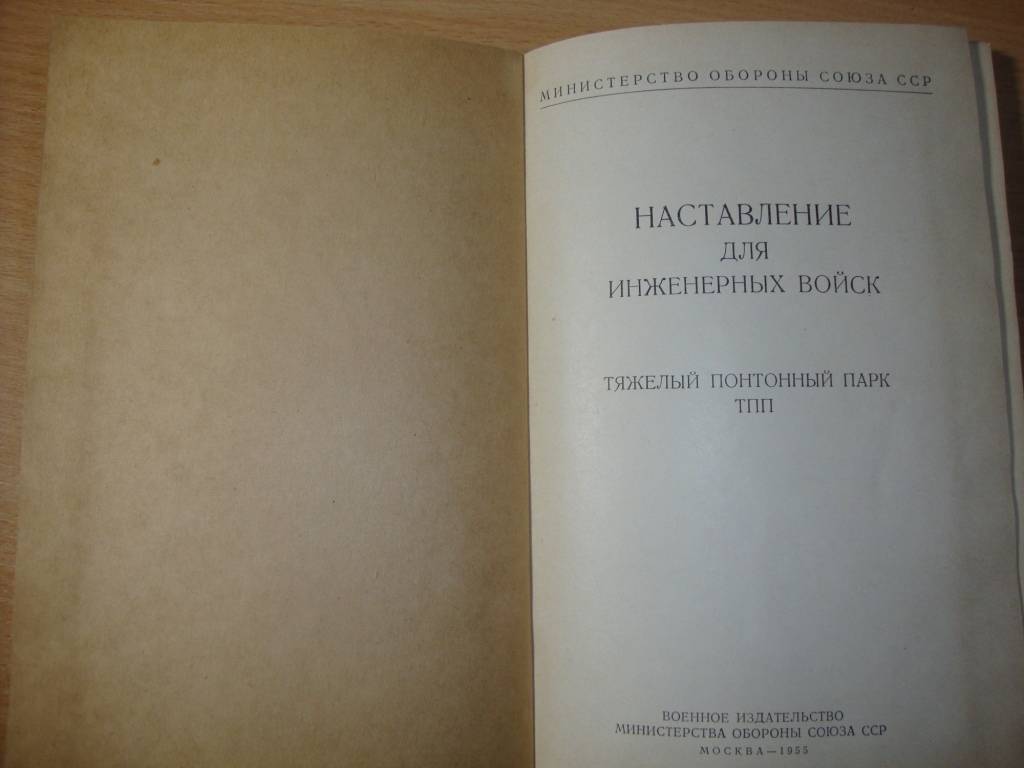 МИНИСТЕРСТВО ОБОРОНЫ СОЮЗА ССР
НАСТАВЛЕНИЕ
ДЛЯ
ИНЖЕНЕРНЫХ ВОЙСК
ТЯЖЕЛЫЙ ПОНТОННЫЙ ПАРК
ТПП
ВОЕННОЕ ИЗДАТЕЛЬСТВО
МИНИСТЕРСТВА ОБОРОНЫ СОЮЗА ССР
МОСКВА—1955